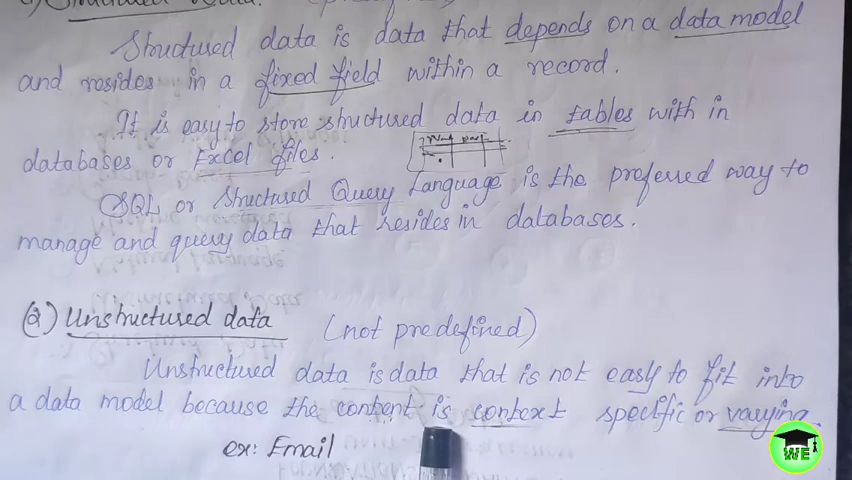 Structured data is data that depends on a data model
and resides in a fixed field within a record.
It is easy to store structured data in tables with in
databases or Excel files.
SQL or Structured Query Language is the preferred way to
manage and query data that resides in databases.
(2) Unstructured data (not predefined)
Unstructured data is data that is not easy to fit into
a data model because the content is context specific or varying.
ex: Email
WE